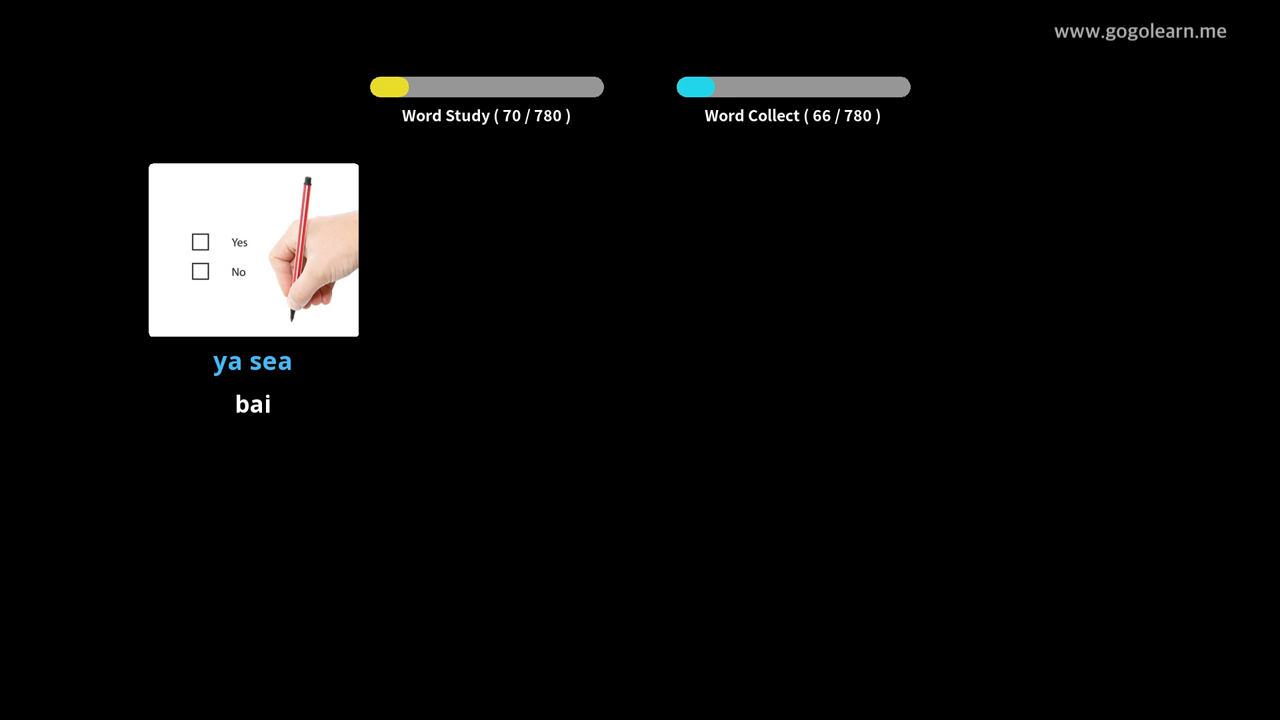 www.gogolearn.me
Word Study ( 70 / 780 )
Word Collect ( 66 / 780 )
Yes
No
ya sea
bai